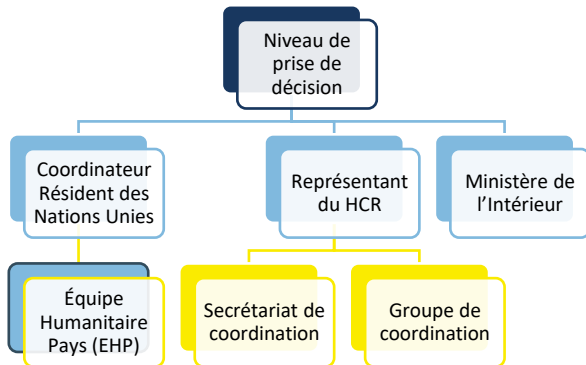 Niveau de
prise de
décision
Coordinateur
Résident des
Nations Unies
Représentant
du HCR
Ministère de
l’Intérieur
Équipe
Humanitaire
Pays (EHP)
Secrétariat de
coordination
Groupe de
coordination